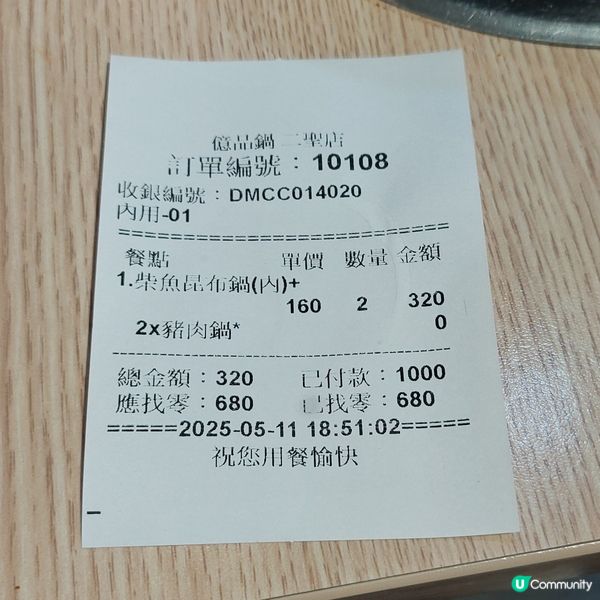 億品鍋 二聖店
訂單編號：10108
收銀編號：DMCC014020
內用-01
==============================
餐點 單價 數量 金額
1.柴魚昆布鍋(內)+
160 2 320
2x豬肉鍋* 0
------------------------------
總金額：320 已付款：1000
應找零：680 已找零：680
=====2025-05-11 18:51:02=====
祝您用餐愉快
U Community